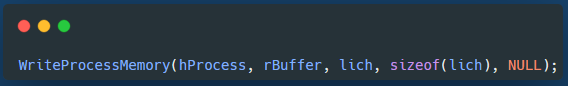 WriteProcessMemory(hProcess, rBuffer, lich, sizeof(lich), NULL);